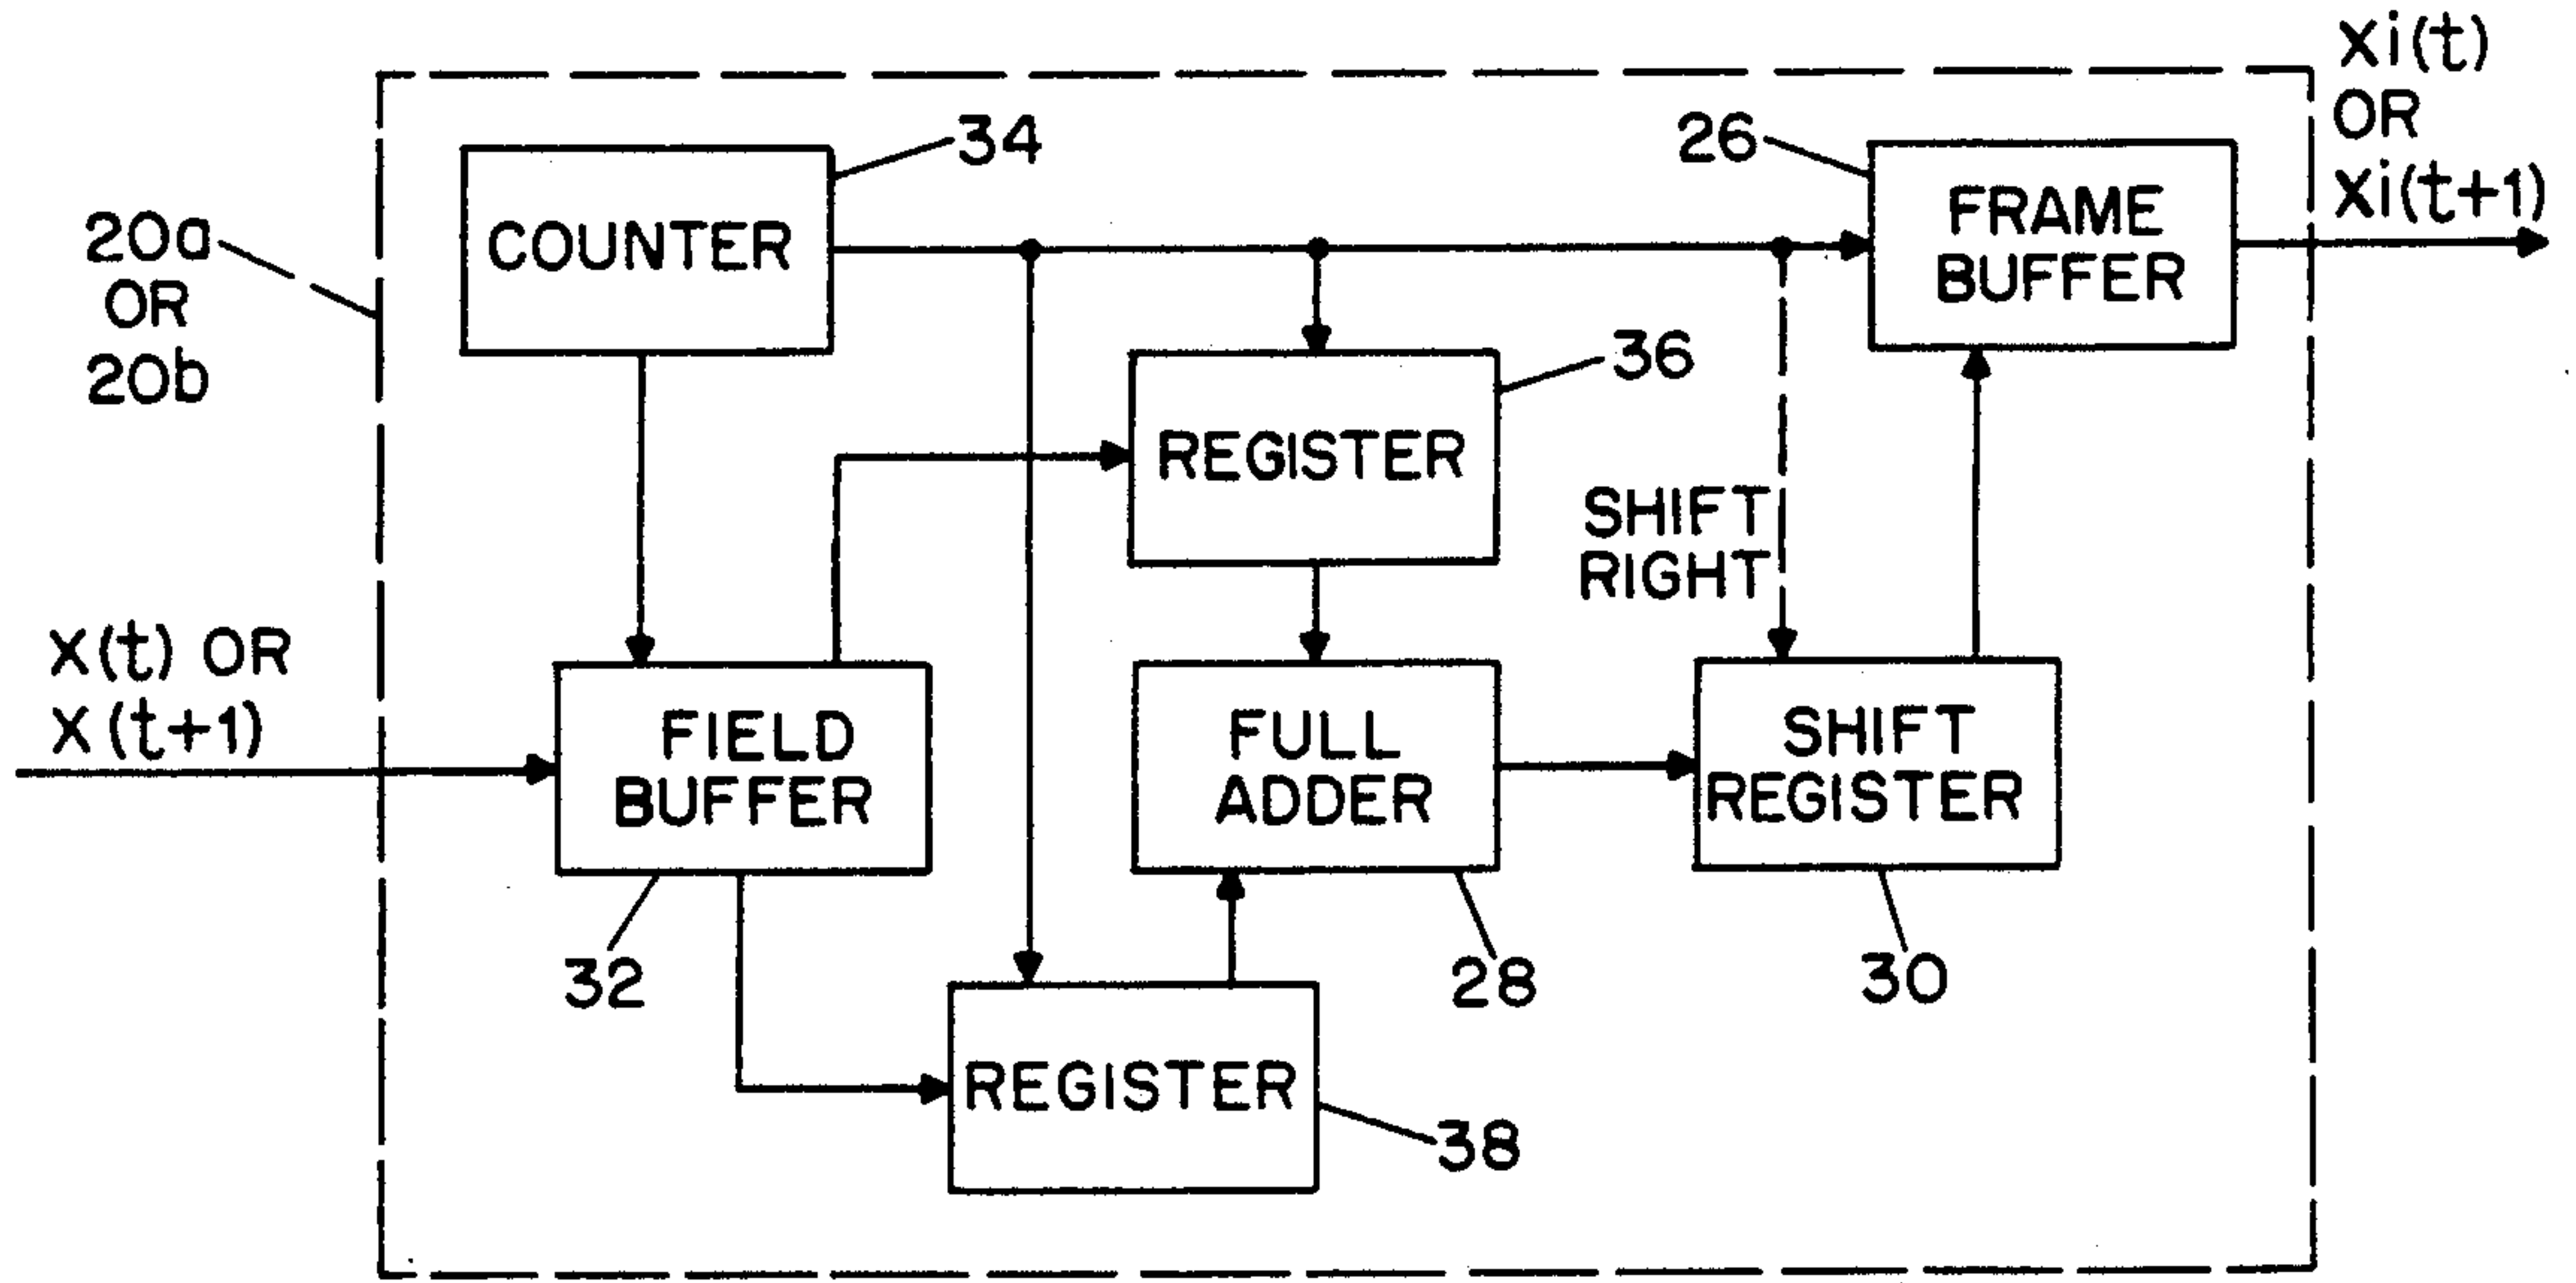 xi(t)
OR
xi(t+1)
34
26
COUNTER
FRAME
BUFFER
20a
OR
20b
36
REGISTER
SHIFT
RIGHT
x(t) OR
x(t+1)
FIELD
BUFFER
FULL
ADDER
SHIFT
REGISTER
32
28
30
REGISTER
38